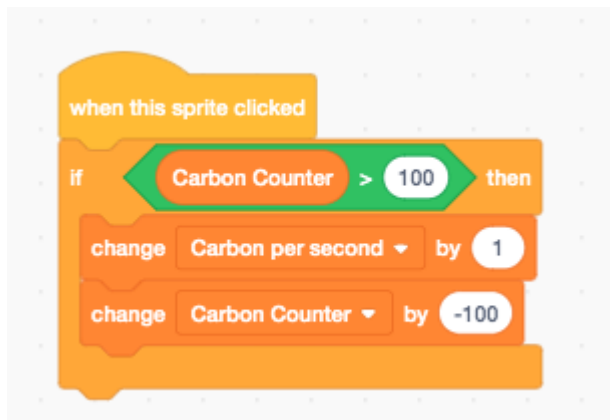 when this sprite clicked
if Carbon Counter > 100 then
change Carbon per second by 1
change Carbon Counter by -100